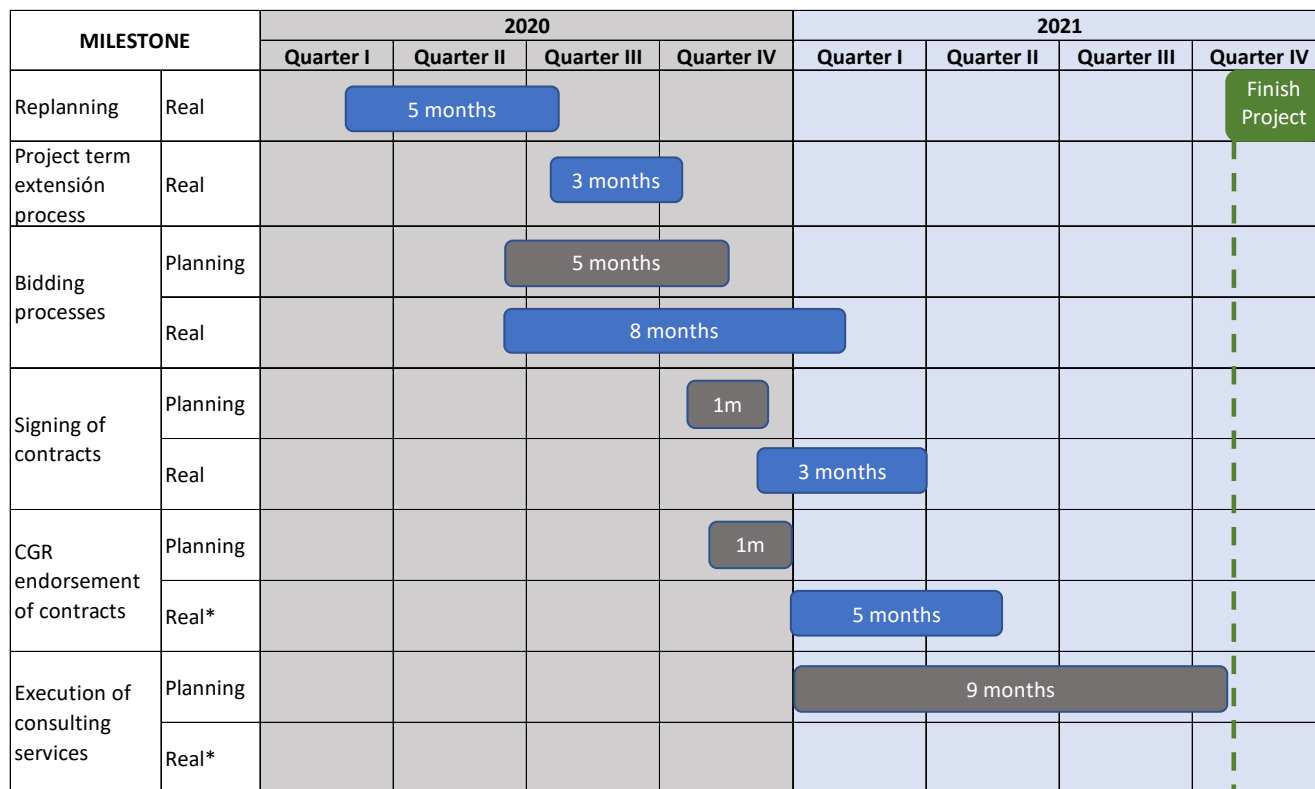 MILESTONE
2020
2021
Quarter I
Quarter II
Quarter III
Quarter IV
Quarter I
Quarter II
Quarter III
Quarter IV
Replanning
Real
5 months
Finish
Project
Project term
extensión
process
Real
3 months
Bidding
processes
Planning
5 months
Real
8 months
Signing of
contracts
Planning
1m
Real
3 months
CGR
endorsement
of contracts
Planning
1m
Real*
5 months
Execution of
consulting
services
Planning
9 months
Real*